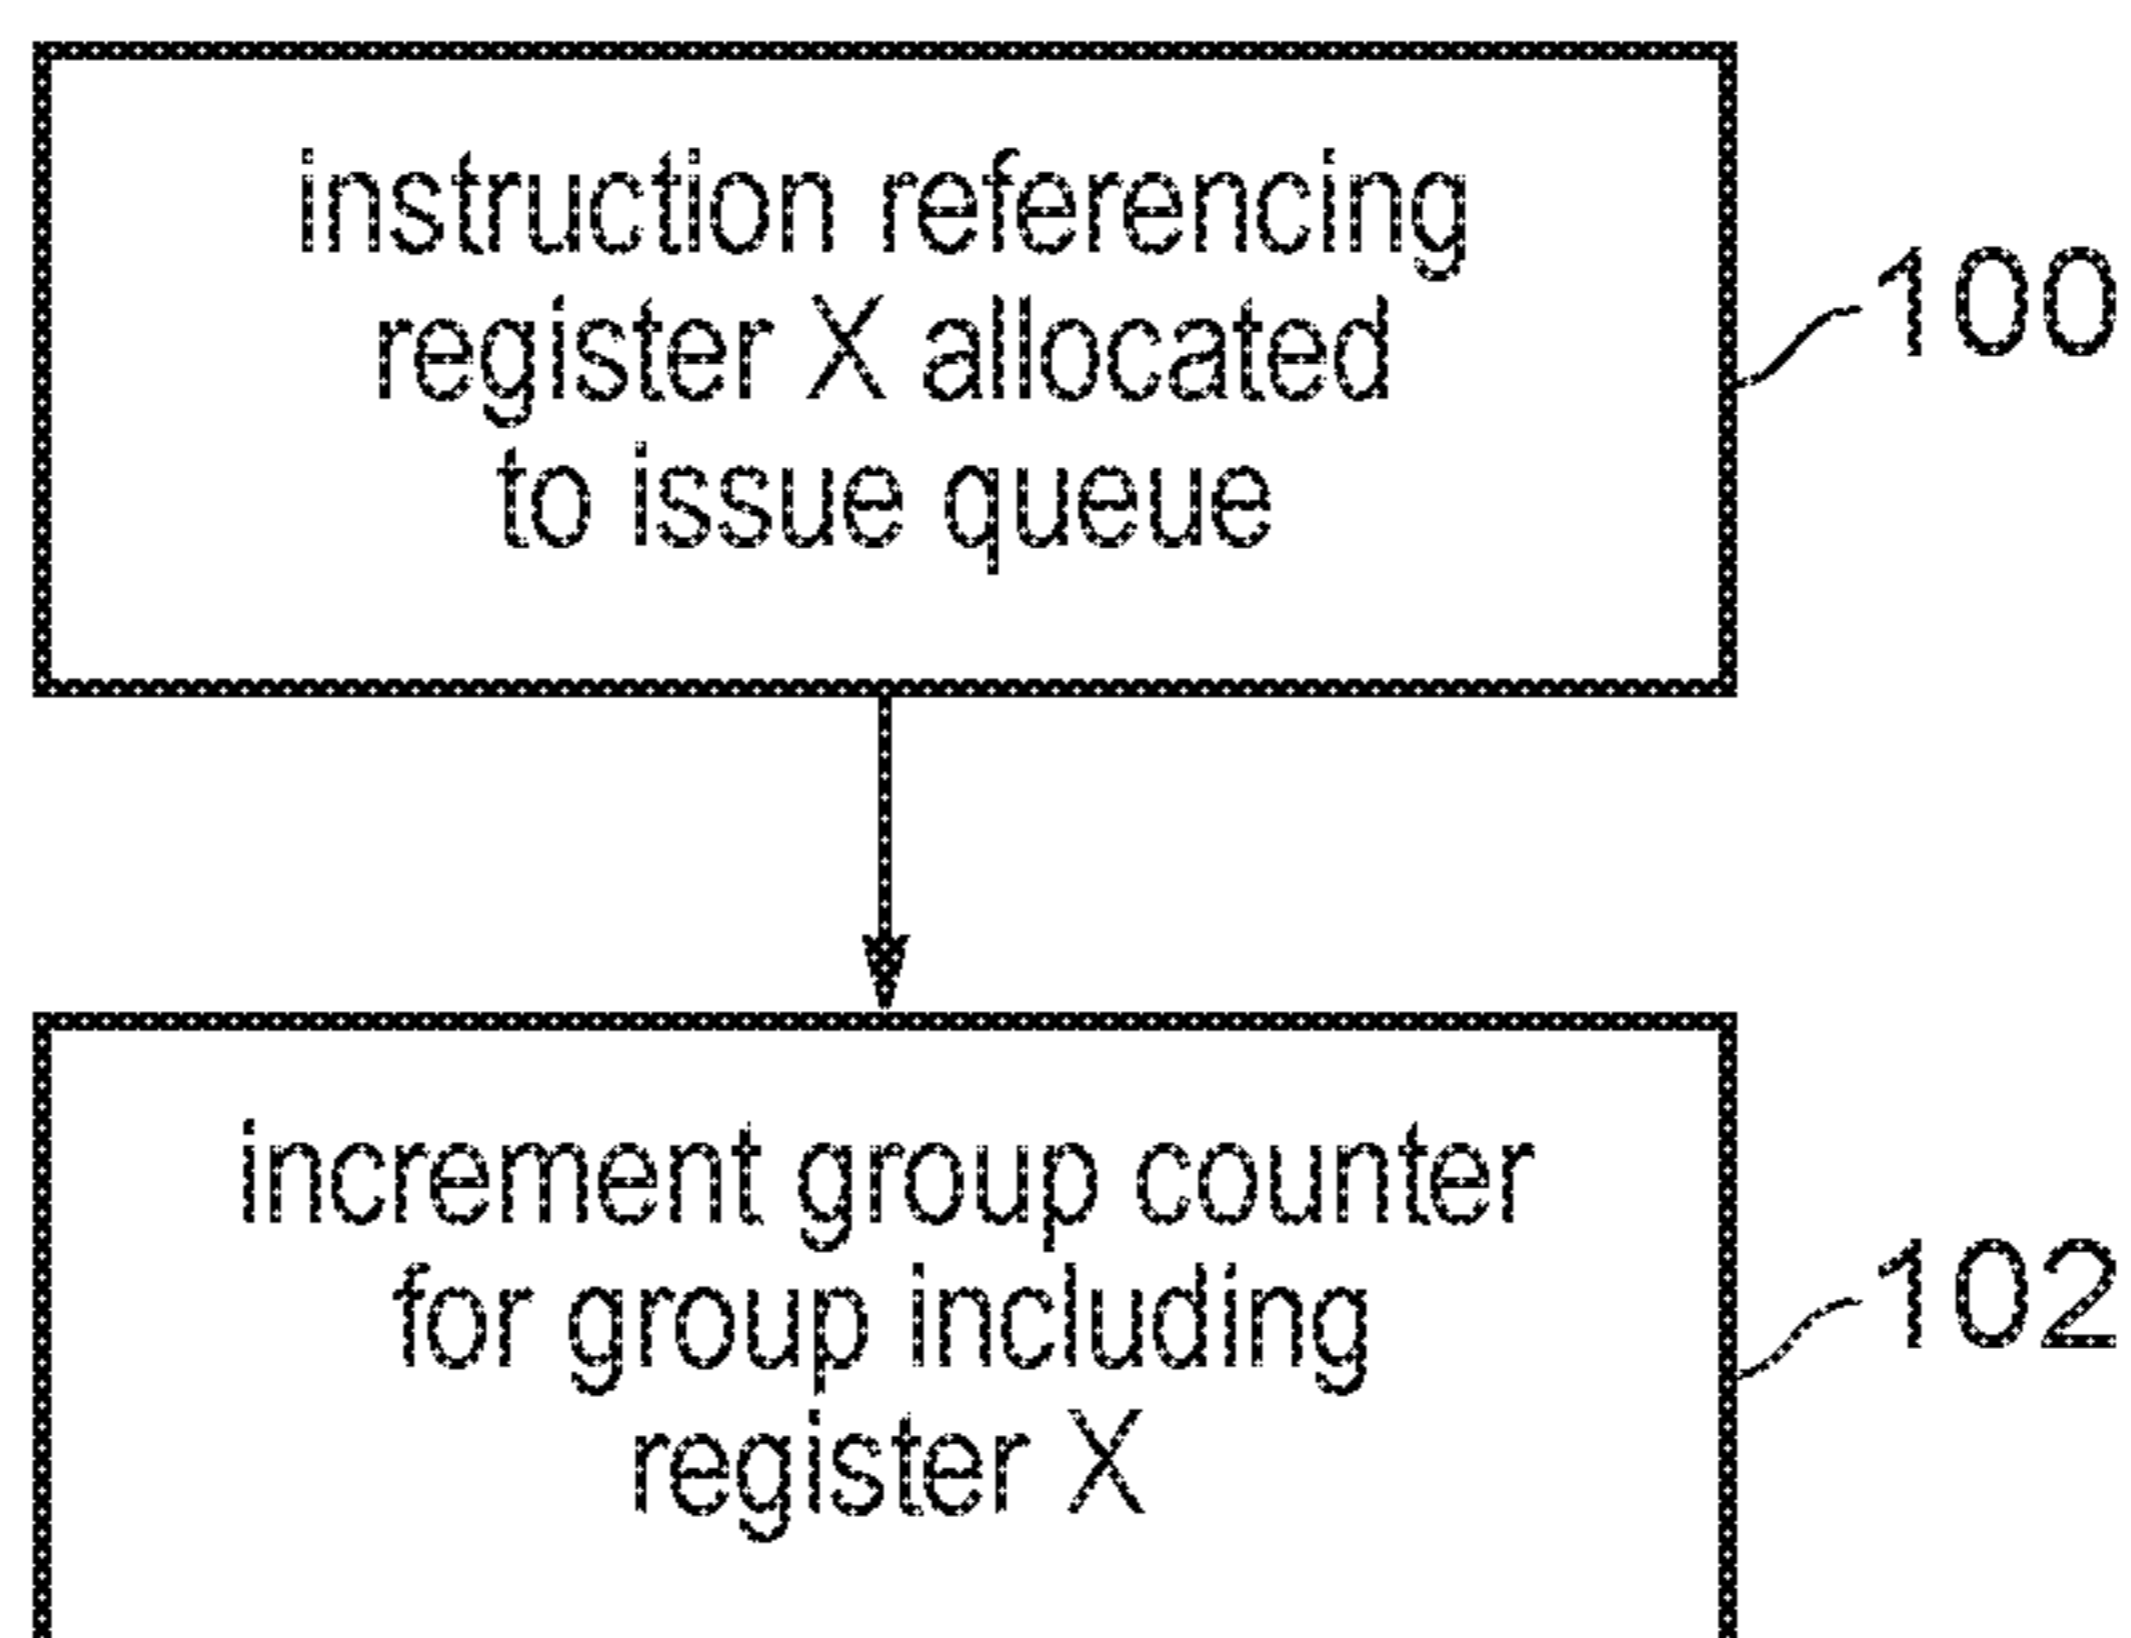 instruction referencing
register X allocated
to issue queue
100
increment group counter
for group including
register X
102